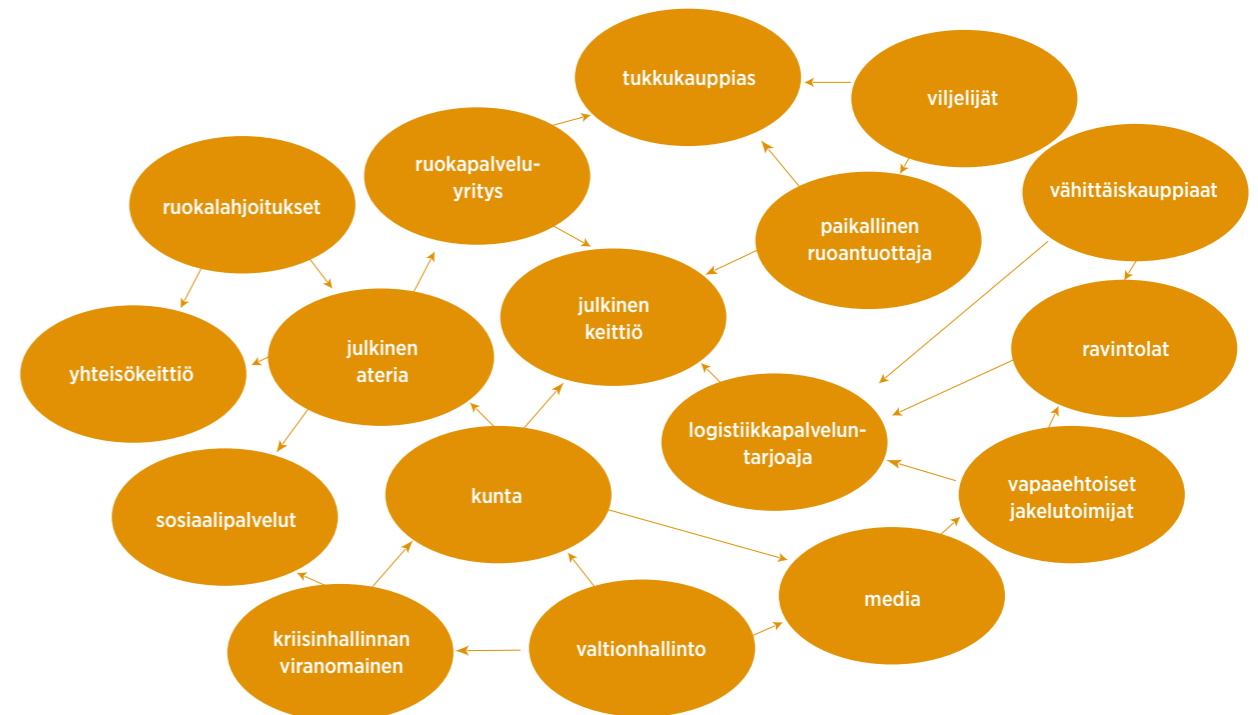 tukkukauppias
viljelijät
ruokapalvelu-
yritys
vähittäiskauppiaat
ruokalahjoitukset
paikallinen
ruoantuottaja
julkinen
keittiö
ravintolat
julkinen
ateria
yhteisökeittiö
logistiikkapalvelun-
tarjoaja
kunta
vapaaehtoiset
jakelutoimijat
sosiaalipalvelut
media
kriisinhallinnan
viranomainen
valtionhallinto